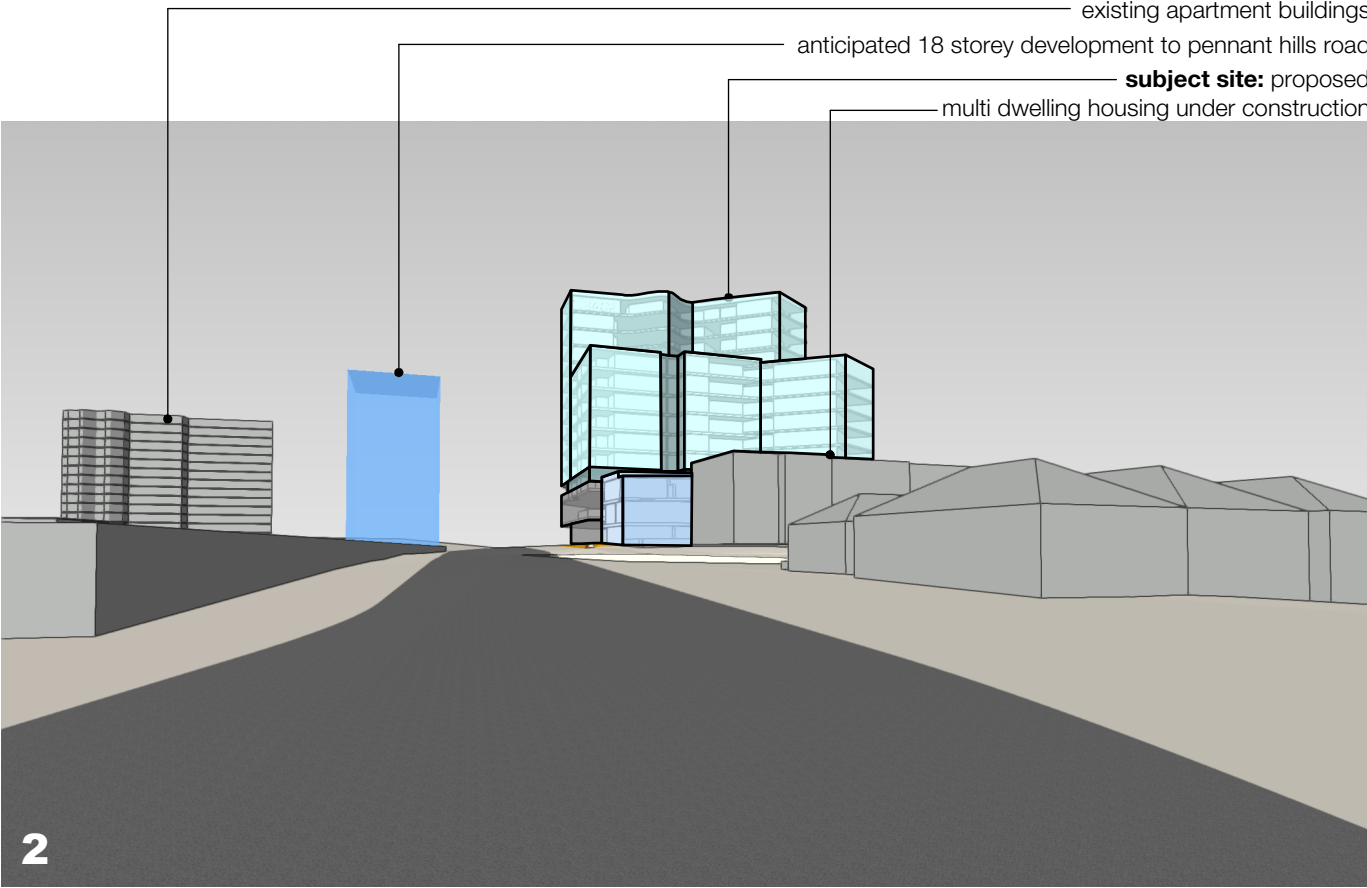 existing apartment buildings
anticipated 18 storey development to pennant hills road
subject site: proposed
multi dwelling housing under construction
2